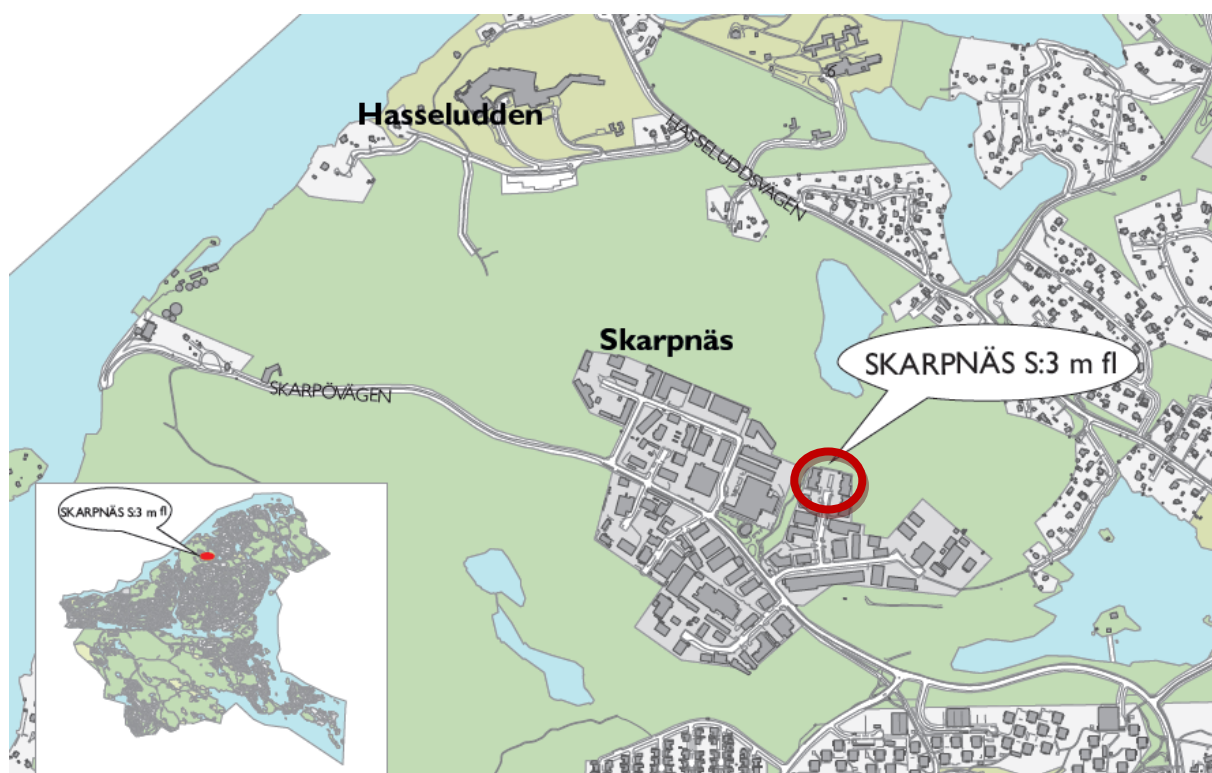 Hasseludden
HASSELUDDSVÄGEN
Skarpnäs
SKARPNÄS S:3 m fl
SKARPÖVÄGEN
SKARPNÄS S:3 m fl